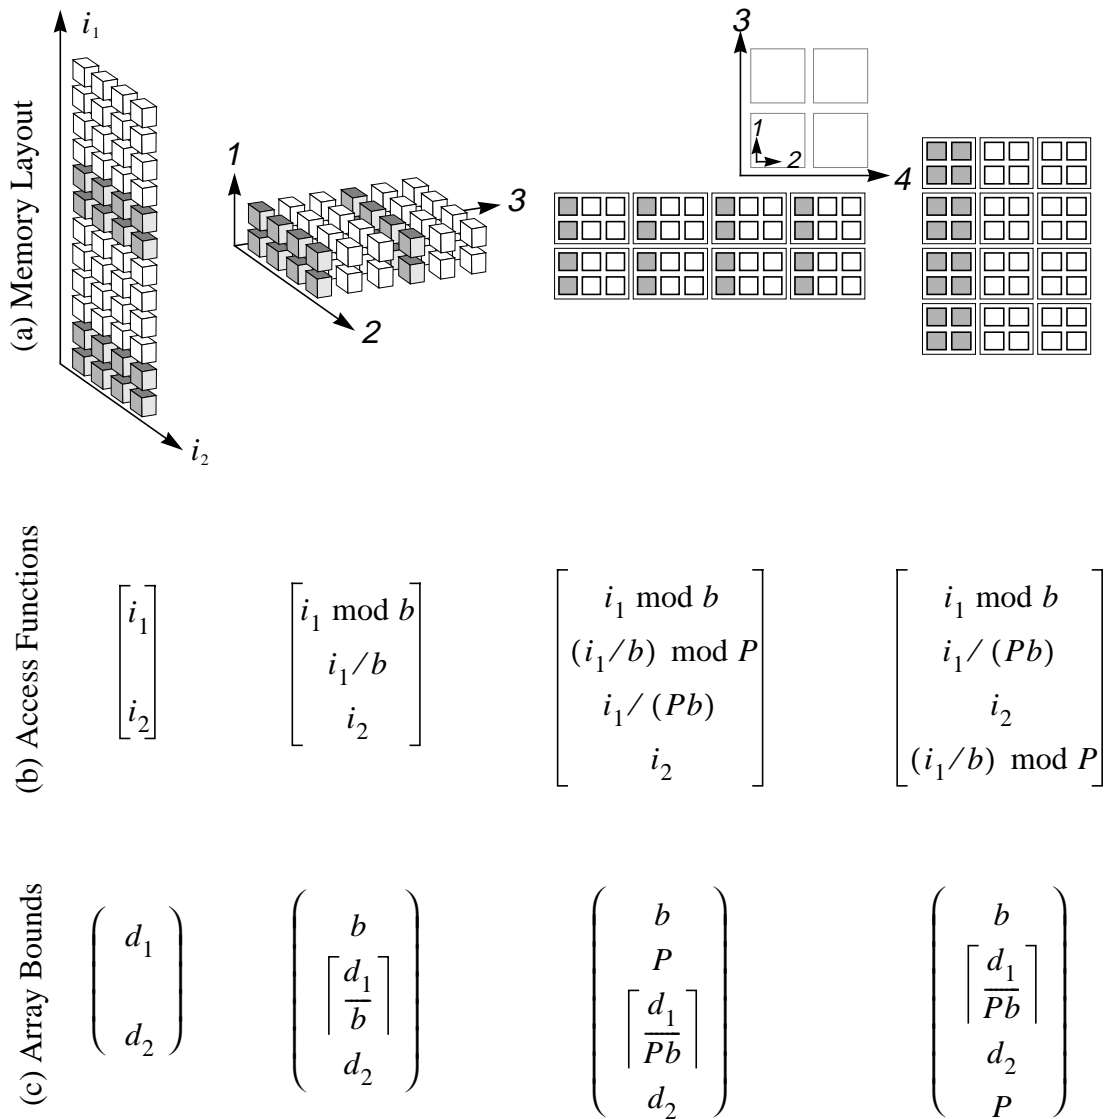 (a) Memory Layout
i₁
i₂
1
2
3
3
1
2
4
(b) Access Functions
i₁
i₂
i₁ mod b
i₁/b
i₂
i₁ mod b
(i₁/b) mod P
i₁/(Pb)
i₂
i₁ mod b
i₁/(Pb)
i₂
(i₁/b) mod P
(c) Array Bounds
d₁
d₂
b
⌈d₁/b⌉
d₂
b
P
⌈d₁/Pb⌉
d₂
b
⌈d₁/Pb⌉
d₂
P